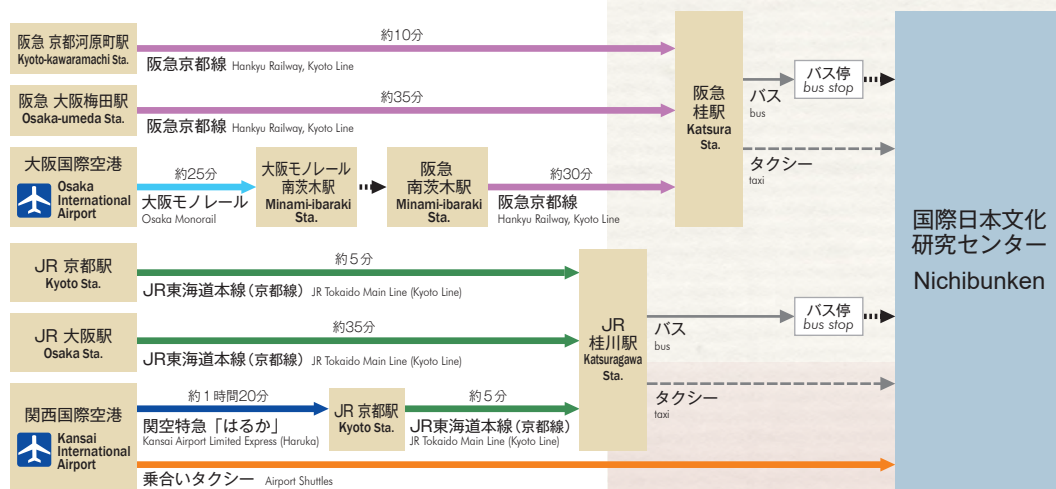 阪急 京都河原町駅
Kyoto-kawaramachi Sta.
約10分
阪急京都線 Hankyu Railway, Kyoto Line
阪急 大阪梅田駅
Osaka-umeda Sta.
約35分
阪急京都線 Hankyu Railway, Kyoto Line
大阪国際空港
Osaka
International
Airport
約25分
大阪モノレール
Osaka Monorail
大阪モノレール
南茨木駅
Minami-ibaraki
Sta.
阪急
南茨木駅
Minami-ibaraki
Sta.
約30分
阪急京都線
Hankyu Railway, Kyoto Line
阪急
桂駅
Katsura
Sta.
バス
bus
バス停
bus stop
タクシー
taxi
JR 京都駅
Kyoto Sta.
約5分
JR東海道本線(京都線) JR Tokaido Main Line (Kyoto Line)
JR 大阪駅
Osaka Sta.
約35分
JR東海道本線(京都線) JR Tokaido Main Line (Kyoto Line)
関西国際空港
Kansai
International
Airport
約1時間20分
関空特急「はるか」
Kansai Airport Limited Express (Haruka)
JR 京都駅
Kyoto Sta.
約5分
JR東海道本線(京都線)
JR Tokaido Main Line (Kyoto Line)
乗合いタクシー Airport Shuttles
JR
桂川駅
Katsuragawa
Sta.
バス
bus
バス停
bus stop
タクシー
taxi
国際日本文化
研究センター
Nichibunken